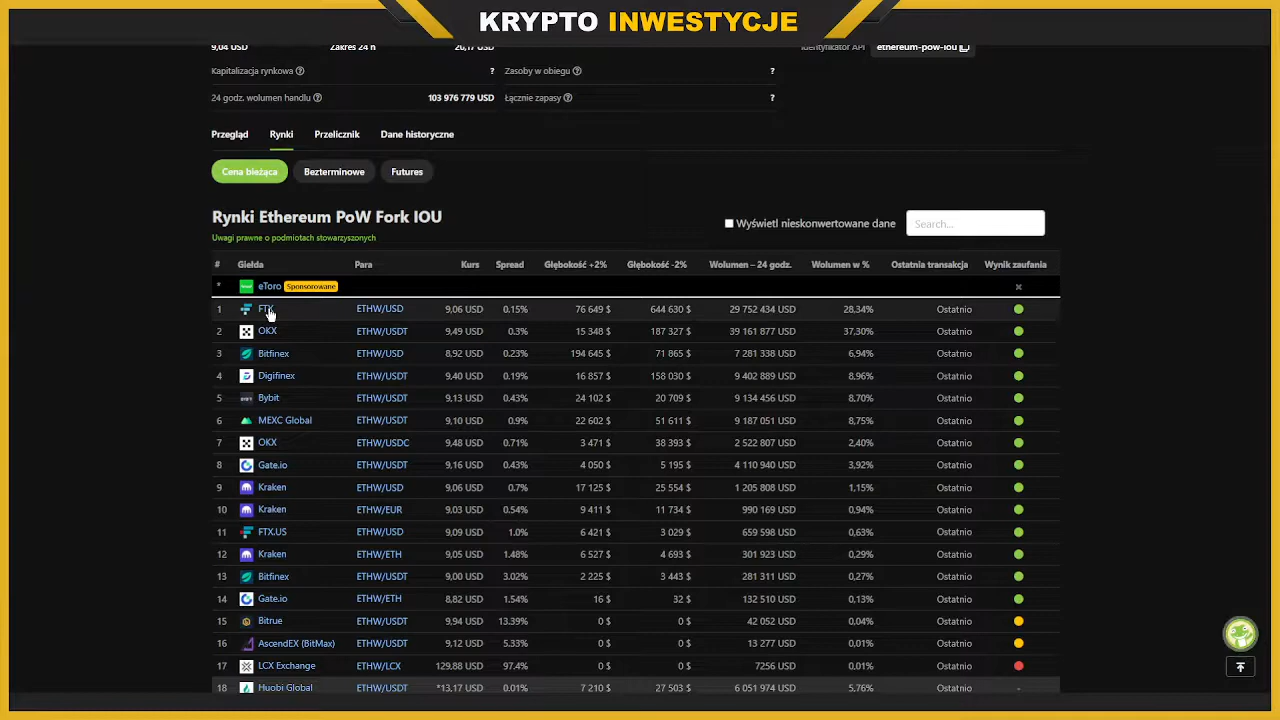 KRYPTO INWESTYCJE
9,04 USD Zakres 24 h 20,17 USD Identyfikator API ethereum-pow-iou
Kapitalizacja rynkowa ? Zasoby w obiegu ?
24 godz. wolumen handlu 103 976 779 USD Łącznie zapasy ?
Przegląd Rynki Przelicznik Dane historyczne
Cena bieżąca Bezterminowe Futures
Rynki Ethereum PoW Fork IOU
Wyświetl nieskonwertowane dane Search...
Uwagi prawne o podmiotach stowarzyszonych
# Giełda Para Kurs Spread Głębokość +2% Głębokość -2% Wolumen – 24 godz. Wolumen w % Ostatnia transakcja Wynik zaufania
* eToro Sponsorowane
1 FTX ETHW/USD 9,06 USD 0.15% 76 649 $ 644 630 $ 29 752 434 USD 28,34% Ostatnio
2 OKX ETHW/USDT 9,49 USD 0.3% 15 348 $ 187 327 $ 39 161 877 USD 37,30% Ostatnio
3 Bitfinex ETHW/USD 8,92 USD 0.23% 194 645 $ 71 865 $ 7 281 338 USD 6,94% Ostatnio
4 Digifinex ETHW/USDT 9,40 USD 0.19% 16 857 $ 158 030 $ 9 402 889 USD 8.96% Ostatnio
5 Bybit ETHW/USDT 9,13 USD 0.43% 24 102 $ 20 709 $ 9 134 456 USD 8,70% Ostatnio
6 MEXC Global ETHW/USDT 9,10 USD 0.9% 22 602 $ 51 611 $ 9 187 051 USD 8,75% Ostatnio
7 OKX ETHW/USDC 9,48 USD 0.71% 3 471 $ 38 393 $ 2 522 807 USD 2,40% Ostatnio
8 Gate.io ETHW/USDT 9,16 USD 0.43% 4 050 $ 5 195 $ 4 110 940 USD 3,92% Ostatnio
9 Kraken ETHW/USD 9,06 USD 0.7% 17 125 $ 25 554 $ 1 205 808 USD 1,15% Ostatnio
10 Kraken ETHW/EUR 9,03 USD 0.54% 9 411 $ 11 734 $ 990 169 USD 0,94% Ostatnio
11 FTX.US ETHW/USD 9,09 USD 1.0% 6 421 $ 3 029 $ 659 598 USD 0,63% Ostatnio
12 Kraken ETHW/ETH 9,05 USD 1.48% 6 527 $ 4 693 $ 301 923 USD 0,29% Ostatnio
13 Bitfinex ETHW/USDT 9,00 USD 3.02% 2 225 $ 3 443 $ 281 311 USD 0,27% Ostatnio
14 Gate.io ETHW/ETH 8,82 USD 1.54% 16 $ 32 $ 132 510 USD 0,13% Ostatnio
15 Bitrue ETHW/USDT 9,94 USD 13.39% 0 $ 0 $ 42 052 USD 0,04% Ostatnio
16 AscendEX (BitMax) ETHW/USDT 9,12 USD 5.33% 0 $ 0 $ 13 277 USD 0,01% Ostatnio
17 LCX Exchange ETHW/LCX 129.88 USD 97.4% 0 $ 0 $ 7256 USD 0,01% Ostatnio
18 Huobi Global ETHW/USDT *13,17 USD 0.01% 7 210 $ 27 503 $ 6 051 974 USD 5.76% Ostatnio -